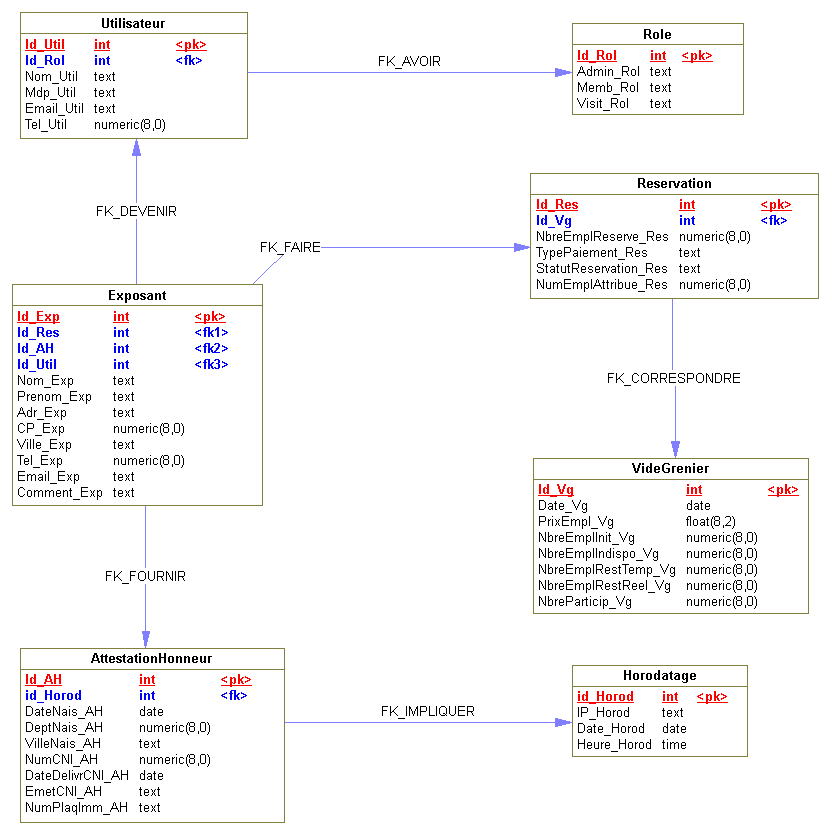 Utilisateur
Id_Util int <pk>
Id_Rol int <fk>
Nom_Util text
Mdp_Util text
Email_Util text
Tel_Util numeric(8,0)
FK_AVOIR
Role
Id_Rol int <pk>
Admin_Rol text
Memb_Rol text
Visit_Rol text
FK_DEVENIR
FK_FAIRE
Reservation
Id_Res int <pk>
Id_Vg int <fk>
NbreEmplReserve_Res numeric(8,0)
TypePaiement_Res text
StatutReservation_Res text
NumEmplAttribue_Res numeric(8,0)
Exposant
Id_Exp int <pk>
Id_Res int <fk1>
Id_AH int <fk2>
Id_Util int <fk3>
Nom_Exp text
Prenom_Exp text
Adr_Exp text
CP_Exp numeric(8,0)
Ville_Exp text
Tel_Exp numeric(8,0)
Email_Exp text
Comment_Exp text
FK_CORRESPONDRE
VideGrenier
Id_Vg int <pk>
Date_Vg date
PrixEmpl_Vg float(8,2)
NbreEmplInit_Vg numeric(8,0)
NbreEmplIndispo_Vg numeric(8,0)
NbreEmplRestTemp_Vg numeric(8,0)
NbreEmplRestReel_Vg numeric(8,0)
NbreParticip_Vg numeric(8,0)
FK_FOURNIR
AttestationHonneur
Id_AH int <pk>
id_Horod int <fk>
DateNais_AH date
DeptNais_AH numeric(8,0)
VilleNais_AH text
NumCNI_AH numeric(8,0)
DateDelivrCNI_AH date
EmetCNI_AH text
NumPlaqImm_AH text
FK_IMPLIQUER
Horodatage
id_Horod int <pk>
IP_Horod text
Date_Horod date
Heure_Horod time